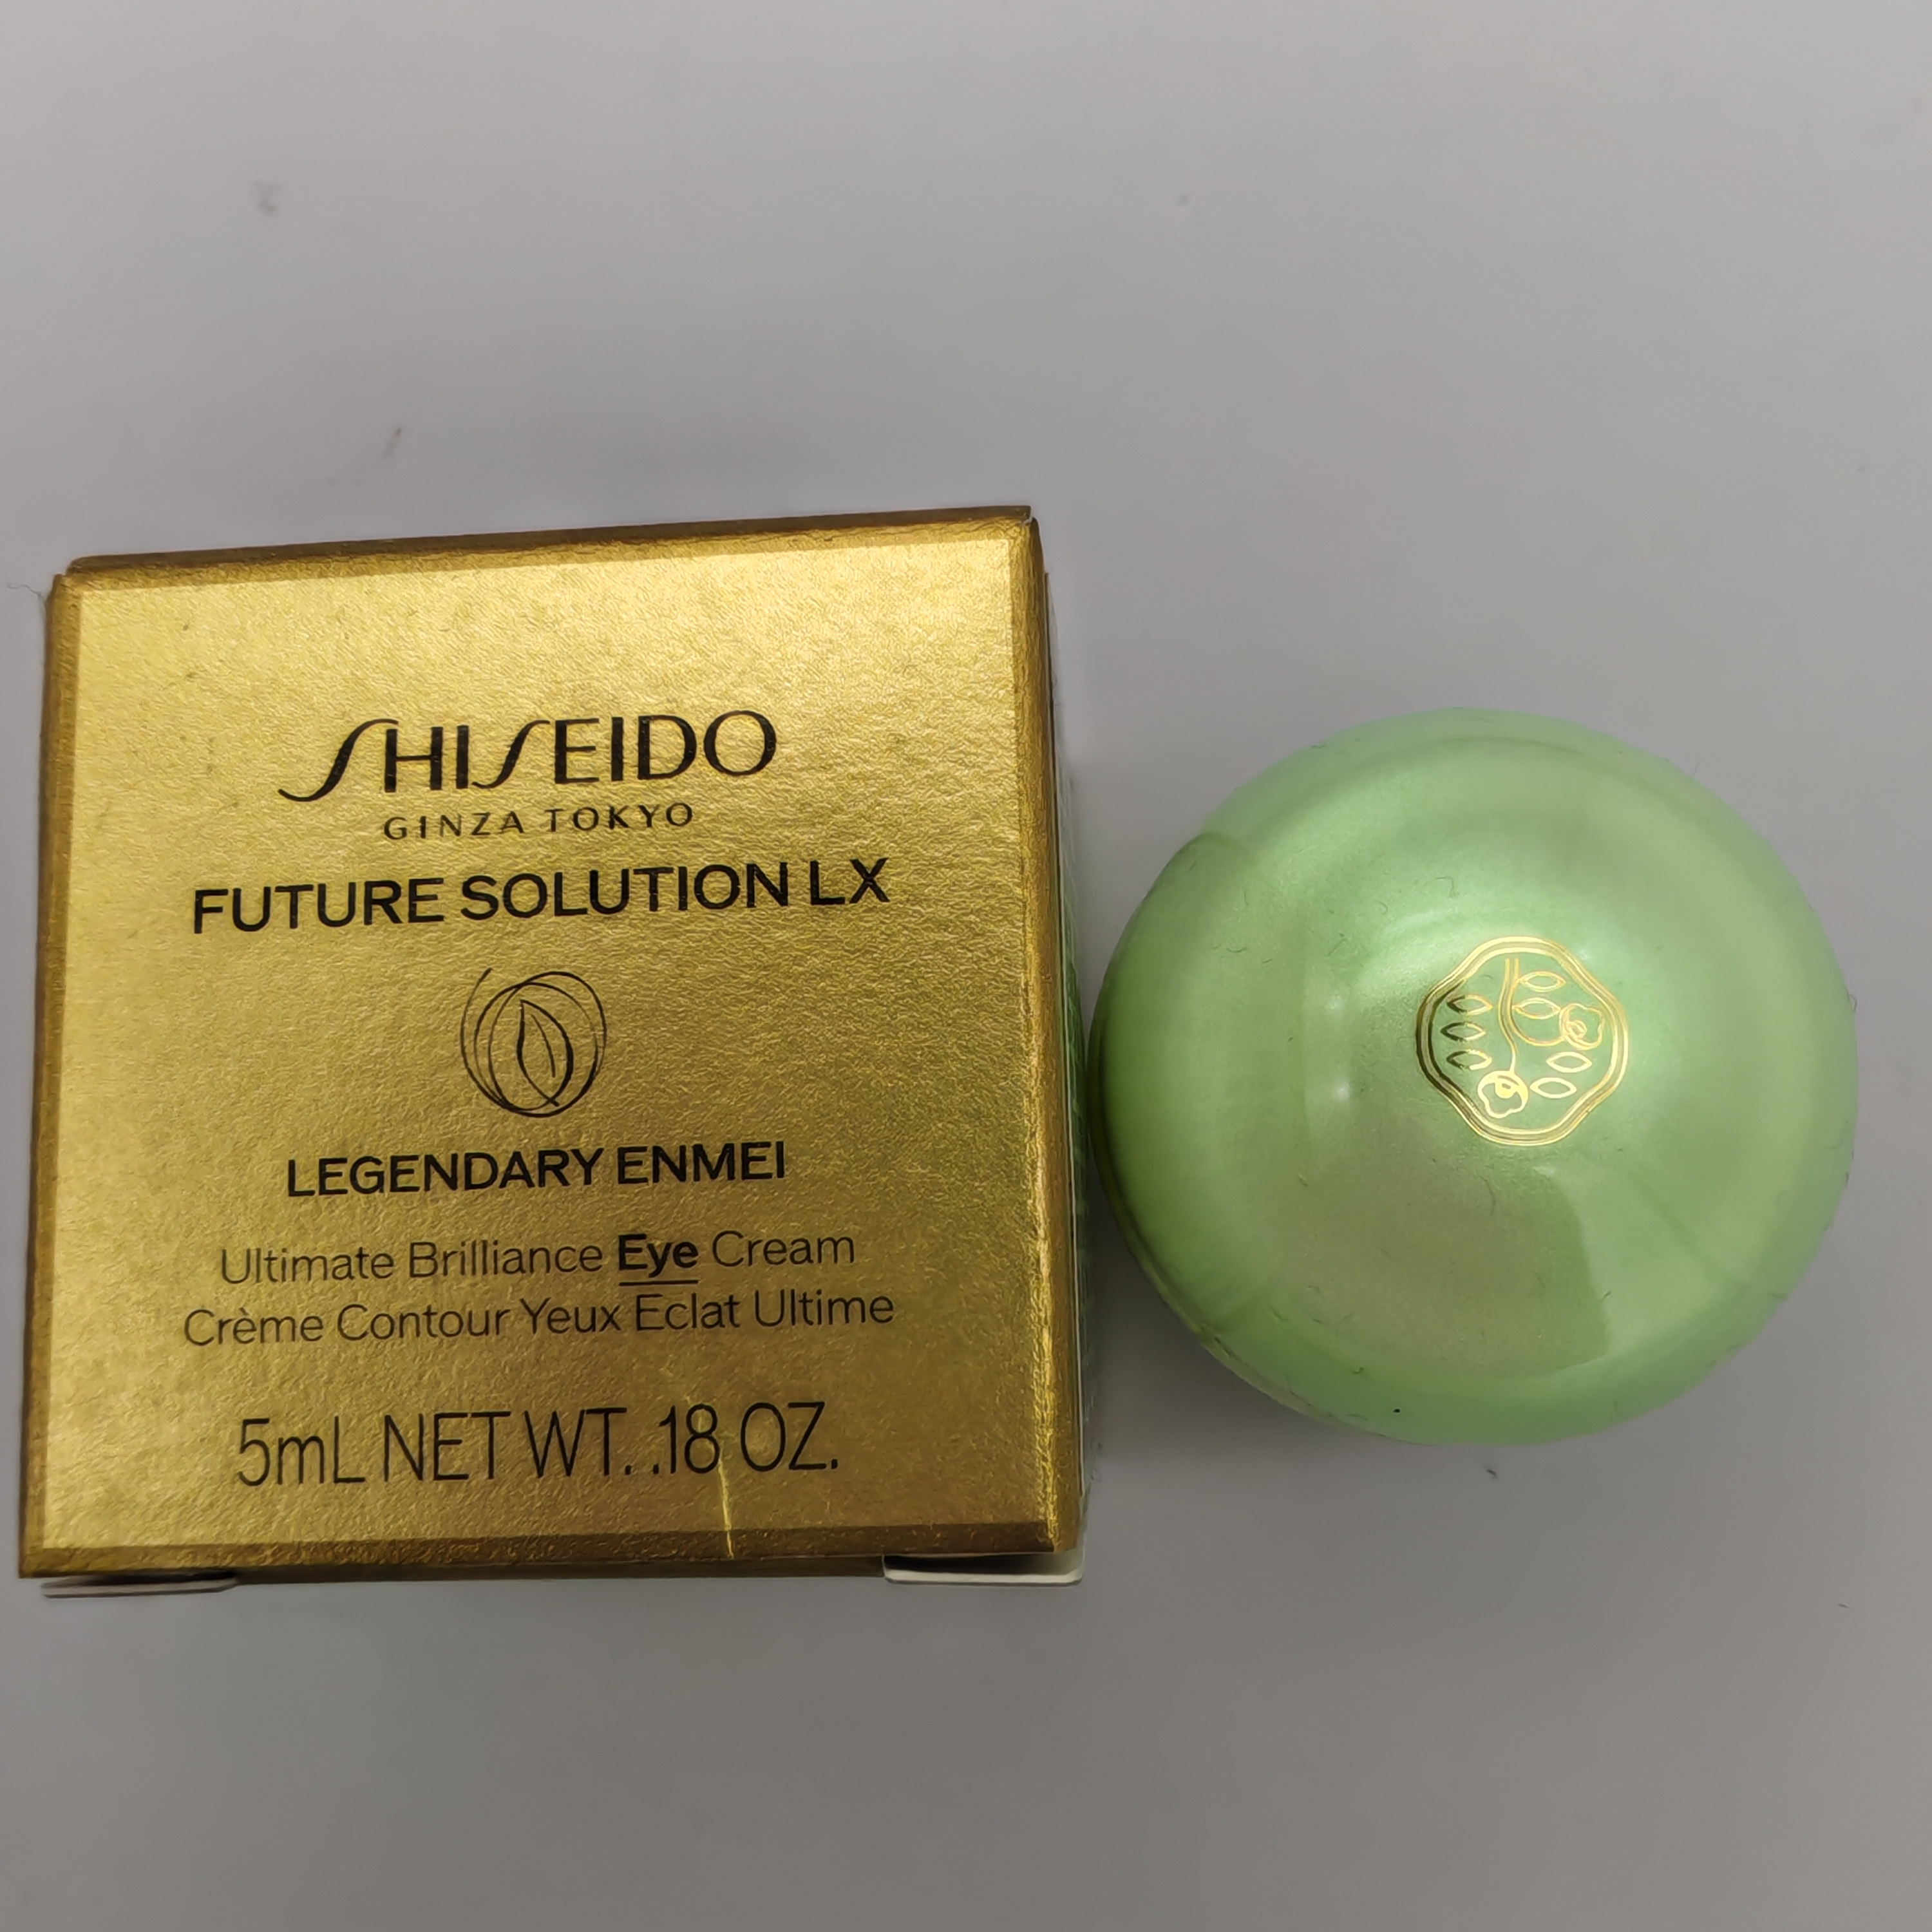 SHISEIDO
GINZA TOKYO
FUTURE SOLUTION LX
LEGENDARY ENMEI
Ultimate Brilliance Eye Cream
Crème Contour Yeux Eclat Ultime
5mL NET WT. .18 OZ.